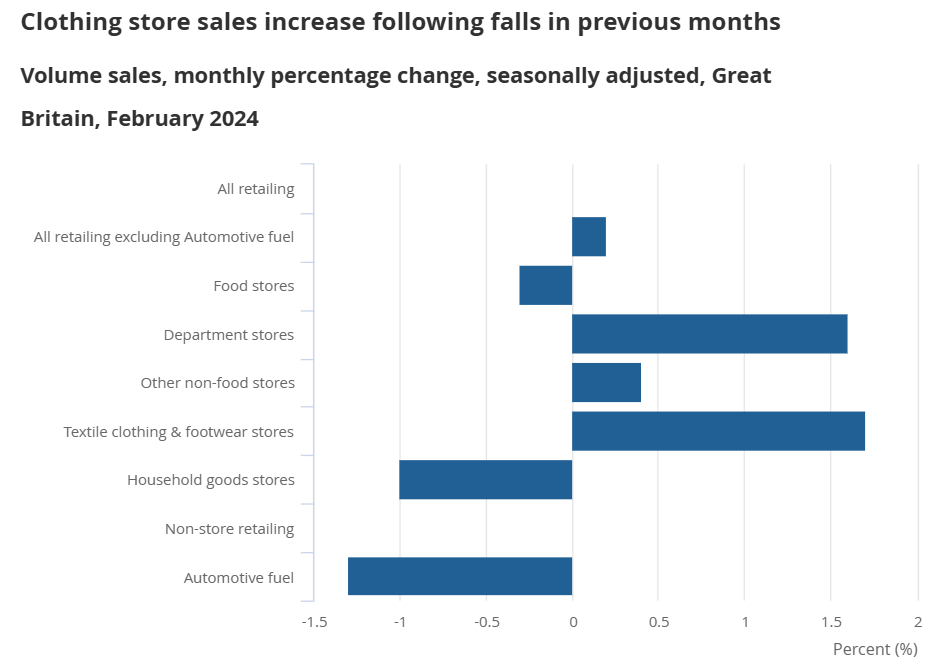 Clothing store sales increase following falls in previous months
Volume sales, monthly percentage change, seasonally adjusted, Great
Britain, February 2024
All retailing
All retailing excluding Automotive fuel
Food stores
Department stores
Other non-food stores
Textile clothing & footwear stores
Household goods stores
Non-store retailing
Automotive fuel
-1.5 -1 -0.5 0 0.5 1 1.5 2
Percent (%)